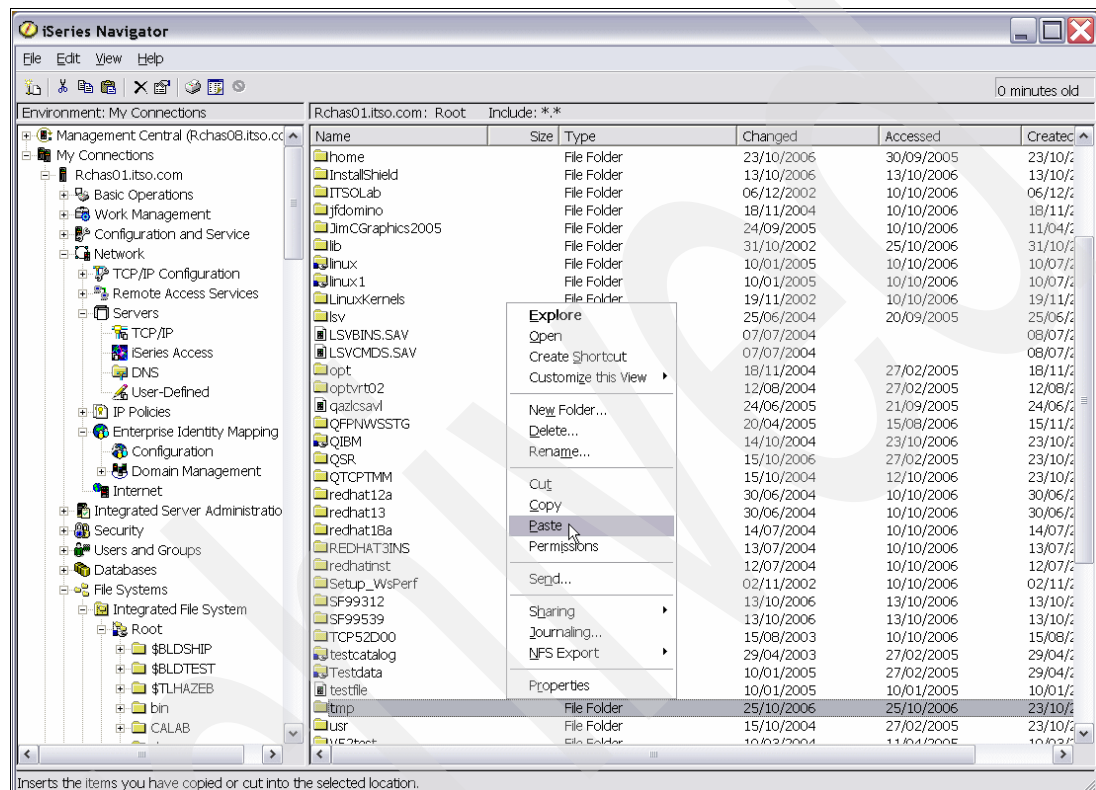 iSeries Navigator
File Edit View Help
0 minutes old
Environment: My Connections
Rchas01.itso.com: Root Include: *.*
Management Central (Rchas08.itso.cc
My Connections
Rchas01.itso.com
Basic Operations
Work Management
Configuration and Service
Network
TCP/IP Configuration
Remote Access Services
Servers
TCP/IP
iSeries Access
DNS
User-Defined
IP Policies
Enterprise Identity Mapping
Configuration
Domain Management
Internet
Integrated Server Administratio
Security
Users and Groups
Databases
File Systems
Integrated File System
Root
$BLDSHIP
$BLDTEST
$TLHAZEB
bin
CALAB
Name Size Type Changed Accessed Createc
home File Folder 23/10/2006 30/09/2005 23/10/2
InstallShield File Folder 13/10/2006 13/10/2006 13/10/2
ITSOLab File Folder 06/12/2002 10/10/2006 06/12/2
jfdomino File Folder 18/11/2004 10/10/2006 18/11/2
JimCGraphics2005 File Folder 24/09/2005 10/10/2006 11/04/2
lib File Folder 31/10/2002 25/10/2006 31/10/2
linux File Folder 10/01/2005 10/10/2006 10/07/2
linux1 File Folder 10/01/2005 10/10/2006 10/07/2
LinuxKernels File Folder 19/11/2002 10/10/2006 19/11/2
lsv 25/06/2004 20/09/2005 25/06/2
LSVBINS.SAV 07/07/2004 08/07/2
LSVCMDS.SAV 07/07/2004 08/07/2
opt 18/11/2004 27/02/2005 18/11/2
optvrt02 12/08/2004 27/02/2005 12/08/2
qazlcsavl 24/06/2005 21/09/2005 24/06/2
QFPNWSSTG 20/04/2005 15/08/2006 15/11/2
QIBM 14/10/2004 23/10/2006 23/10/2
QSR 15/10/2006 27/02/2005 23/10/2
QTCPTMM 15/10/2004 12/10/2006 23/10/2
redhat12a 30/06/2004 10/10/2006 30/06/2
redhat13 30/06/2004 10/10/2006 30/06/2
redhat18a 14/07/2004 10/10/2006 14/07/2
REDHAT3INS 13/07/2004 10/10/2006 13/07/2
redhatinst 12/07/2004 10/10/2006 12/07/2
Setup_WsPerf 02/11/2002 10/10/2006 02/11/2
SF99312 13/10/2006 13/10/2006 13/10/2
SF99539 13/10/2006 13/10/2006 13/10/2
TCP52D00 15/08/2003 10/10/2006 15/08/2
testcatalog 29/04/2003 27/02/2005 29/04/2
Testdata 10/01/2005 27/02/2005 29/04/2
testfile 10/01/2005 10/01/2005 10/01/2
tmp File Folder 25/10/2006 25/10/2006 23/10/2
usr File Folder 15/10/2004 27/02/2005 23/10/2
Explore
Open
Create Shortcut
Customize this View
New Folder...
Delete...
Rename...
Cut
Copy
Paste
Permissions
Send...
Sharing
Journaling...
NFS Export
Properties
Inserts the items you have copied or cut into the selected location.